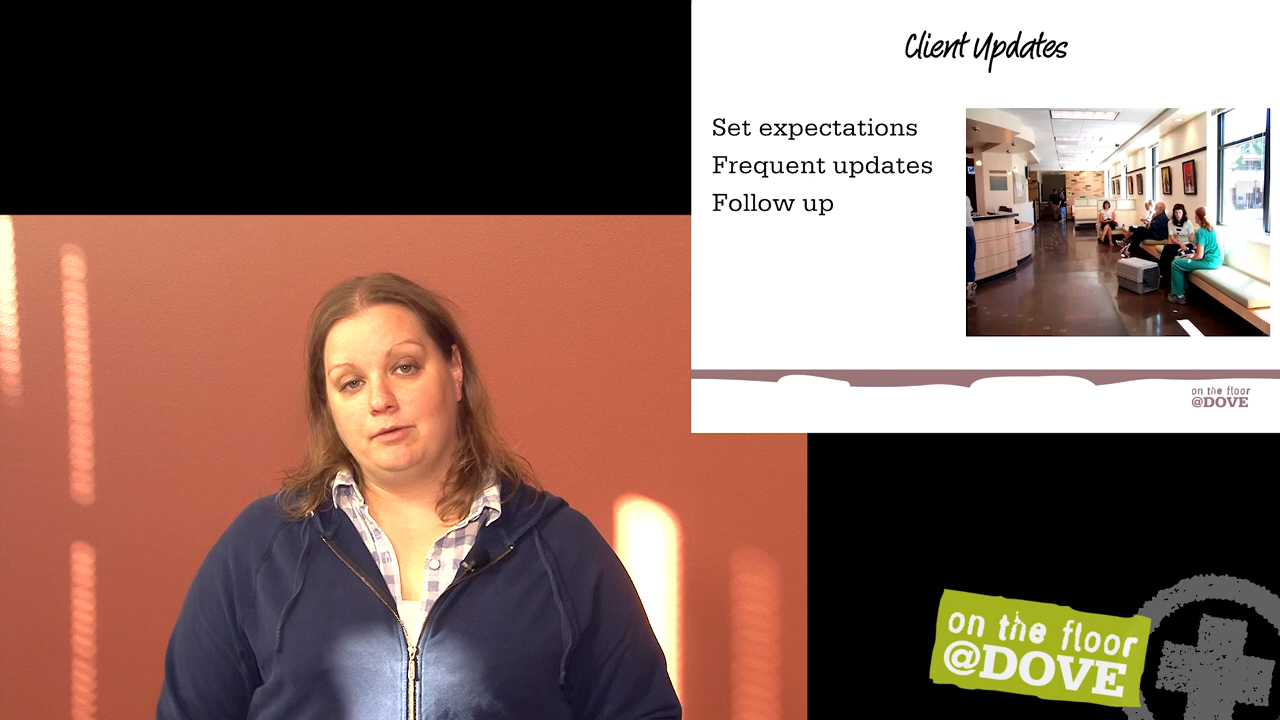 Client Updates
Set expectations
Frequent updates
Follow up
on the floor
@DOVE
on the floor
@DOVE